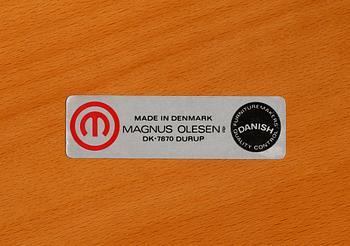 MADE IN DENMARK
MAGNUS OLESEN
DK-7870 DURUP
FURNITUREMAKERS
DANISH
QUALITY CONTROL